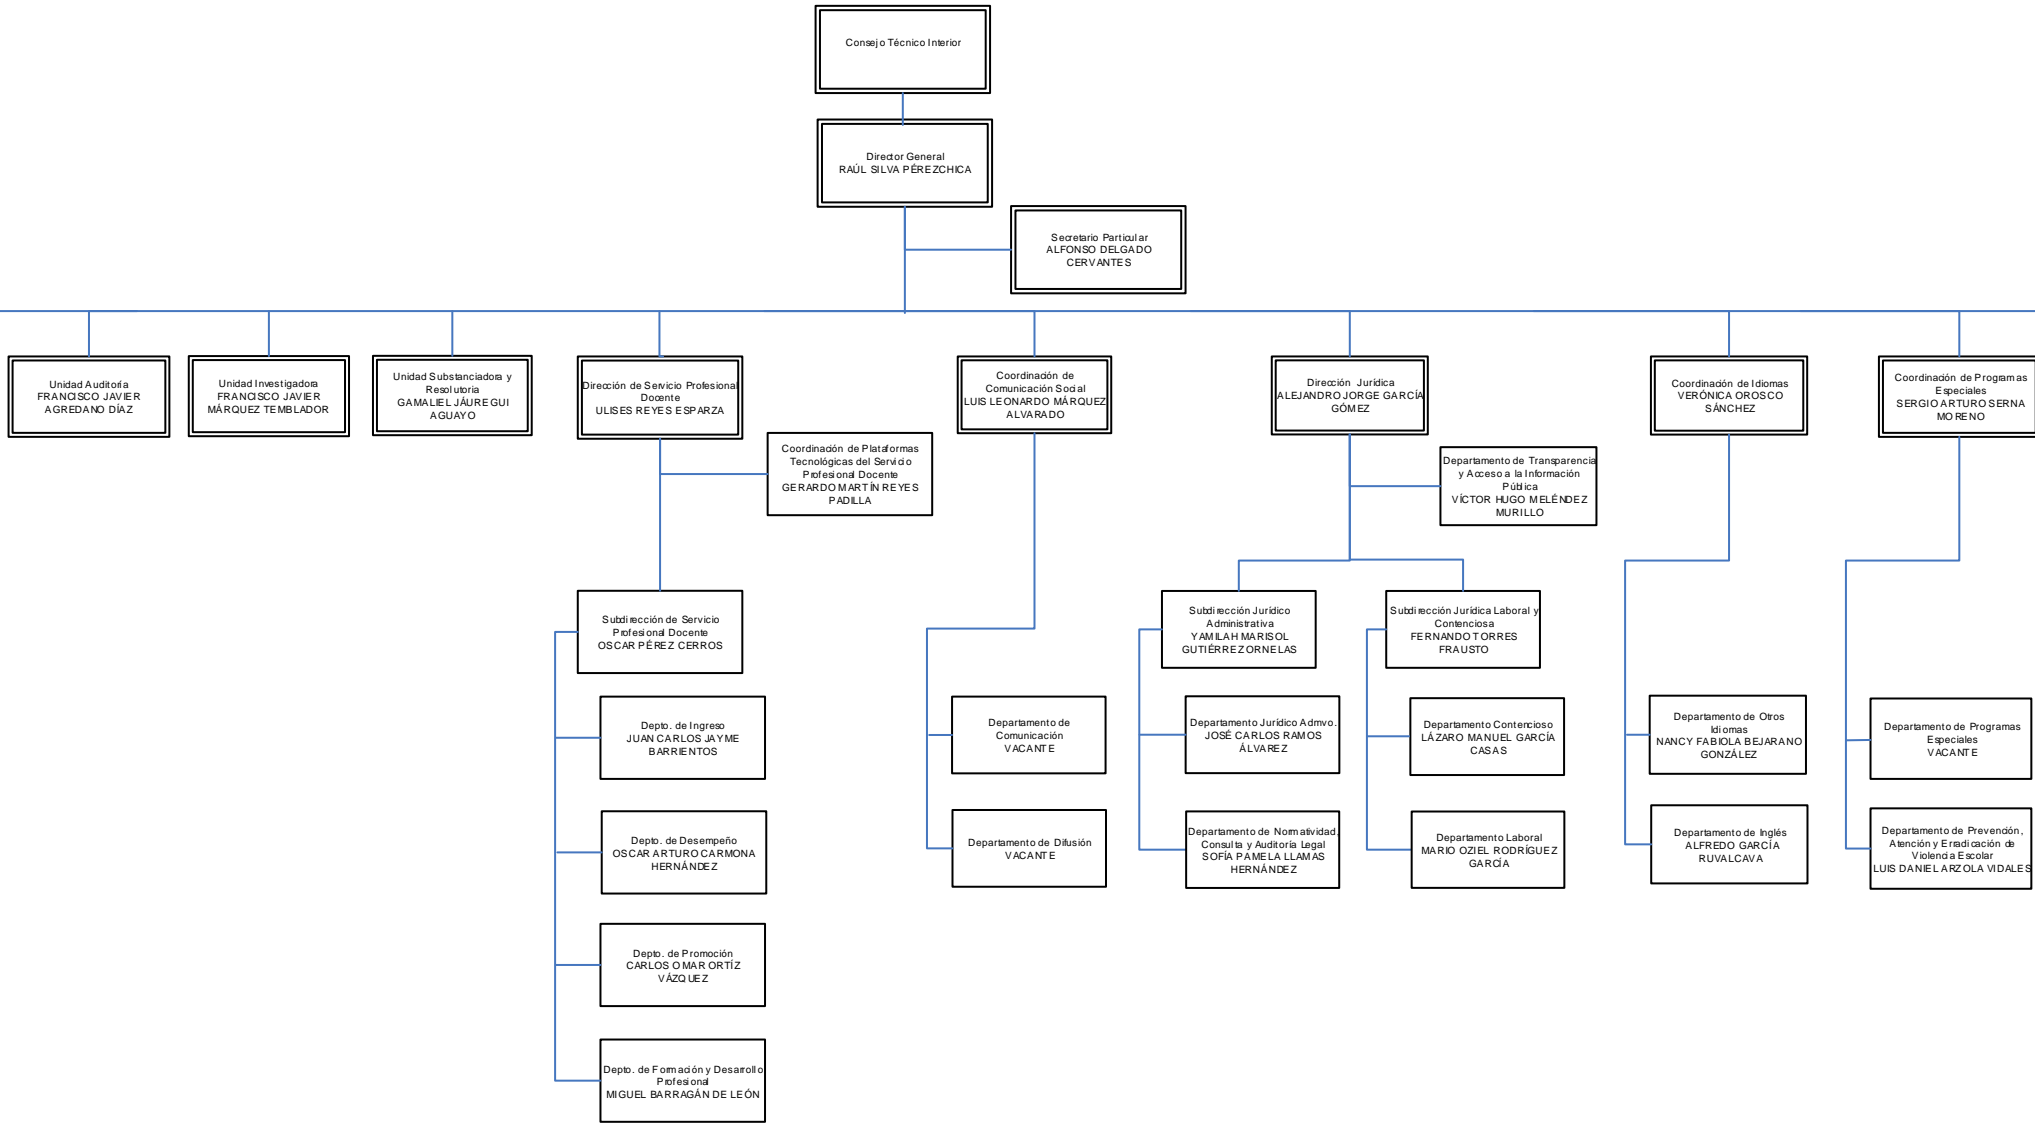 Consejo Técnico Interior
Director General
RAÚL SILVA PÉREZCHICA
Secretario Particular
ALFONSO DELGADO
CERVANTES
Unidad Auditoría
FRANCISCO JAVIER
AGREDANO DÍAZ
Unidad Investigadora
FRANCISCO JAVIER
MÁRQUEZ TEMBLADOR
Unidad Substanciadora y
Resolutoria
GAMALIEL JÁUREGUI
AGUAYO
Dirección de Servicio Profesional
Docente
ULISES REYES ESPARZA
Coordinación de
Comunicación Social
LUIS LEONARDO MÁRQUEZ
ALVARADO
Dirección Jurídica
ALEJANDRO JORGE GARCÍA
GÓMEZ
Coordinación de Idiomas
VERÓNICA OROSCO
SÁNCHEZ
Coordinación de Programas
Especiales
SERGIO ARTURO SERNA
MORENO
Coordinación de Plataformas
Tecnológicas del Servicio
Profesional Docente
GERARDO MARTÍN REYES
PADILLA
Departamento de Transparencia
y Acceso a la Información
Pública
VÍCTOR HUGO MELÉNDEZ
MURILLO
Subdirección de Servicio
Profesional Docente
OSCAR PÉREZ CERROS
Subdirección Jurídico
Administrativa
YAMILAH MARISOL
GUTIÉRREZ ORNELAS
Subdirección Jurídica Laboral y
Contenciosa
FERNANDO TORRES
FRAUSTO
Depto. de Ingreso
JUAN CARLOS JAYME
BARRIENTOS
Departamento de
Comunicación
VACANTE
Departamento Jurídico Admvo.
JOSÉ CARLOS RAMOS
ÁLVAREZ
Departamento Contencioso
LÁZARO MANUEL GARCÍA
CASAS
Departamento de Otros
Idiomas
NANCY FABIOLA BEJARANO
GONZÁLEZ
Departamento de Programas
Especiales
VACANTE
Depto. de Desempeño
OSCAR ARTURO CARMONA
HERNÁNDEZ
Departamento de Difusión
VACANTE
Departamento de Normatividad,
Consulta y Auditoría Legal
SOFÍA PAMELA LLAMAS
HERNÁNDEZ
Departamento Laboral
MARIO OZIEL RODRÍGUEZ
GARCÍA
Departamento de Inglés
ALFREDO GARCÍA
RUVALCAVA
Departamento de Prevención,
Atención y Erradicación de
Violencia Escolar
LUIS DANIEL ARZOLA VIDALES
Depto. de Promoción
CARLOS OMAR ORTÍZ
VÁZQUEZ
Depto. de Formación y Desarrollo
Profesional
MIGUEL BARRAGÁN DE LEÓN